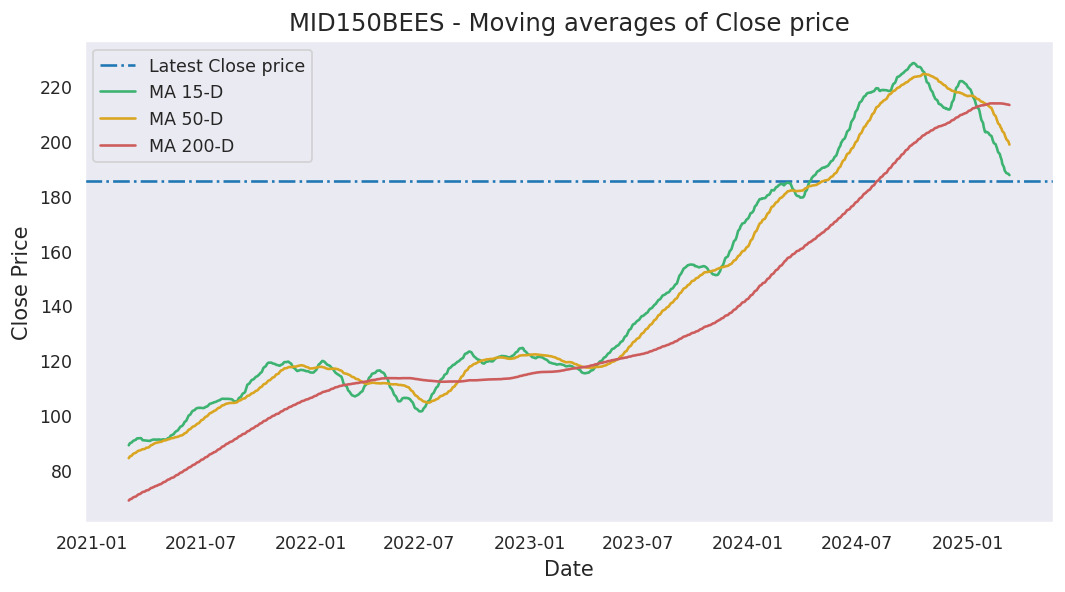 MID150BEES - Moving averages of Close price
Latest Close price
MA 15-D
MA 50-D
MA 200-D
Close Price
220
200
180
160
140
120
100
80
2021-01 2021-07 2022-01 2022-07 2023-01 2023-07 2024-01 2024-07 2025-01
Date